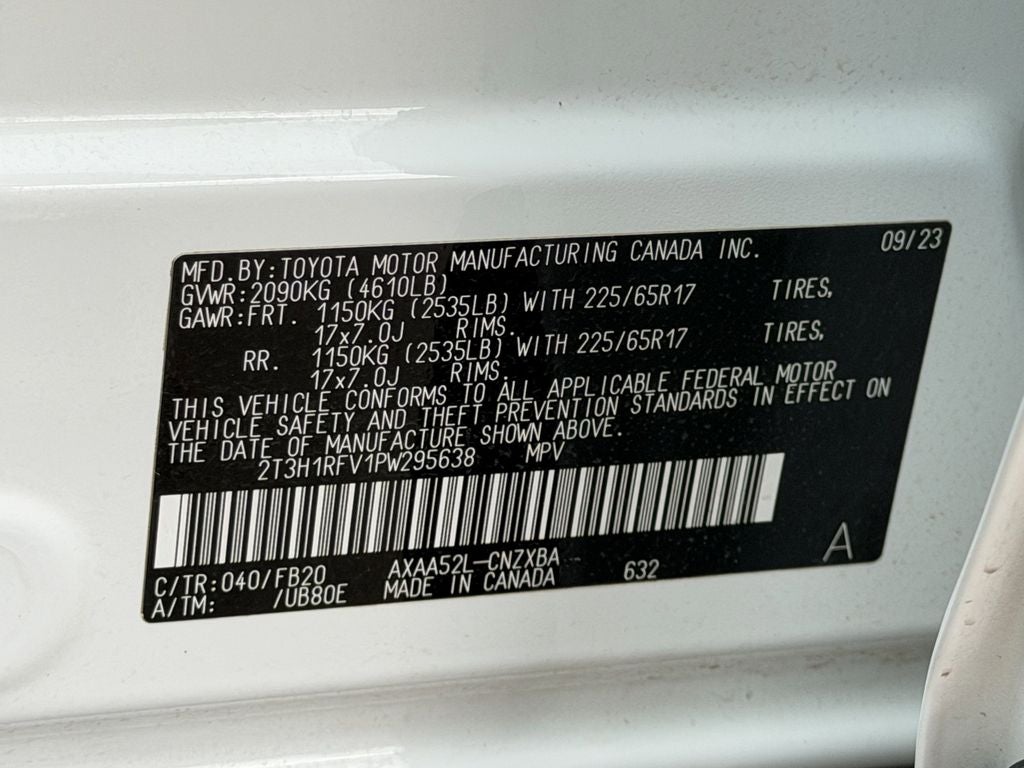 09/23
MFD.BY:TOYOTA MOTOR MANUFACTURING CANADA INC.
GVWR:2090KG (4610LB)
GAWR:FRT. 1150KG (2535LB) WITH 225/65R17 TIRES,
17x7.0J RIMS.
RR. 1150KG (2535LB) WITH 225/65R17 TIRES,
17x7.0J RIMS.
THIS VEHICLE CONFORMS TO ALL APPLICABLE FEDERAL MOTOR
VEHICLE SAFETY AND THEFT PREVENTION STANDARDS IN EFFECT ON
THE DATE OF MANUFACTURE SHOWN ABOVE.
2T3H1RFV1PW295638 MPV
A
C/TR:040/FB20 AXAA52L-CNZXBA 632
A/TM: /UB80E MADE IN CANADA